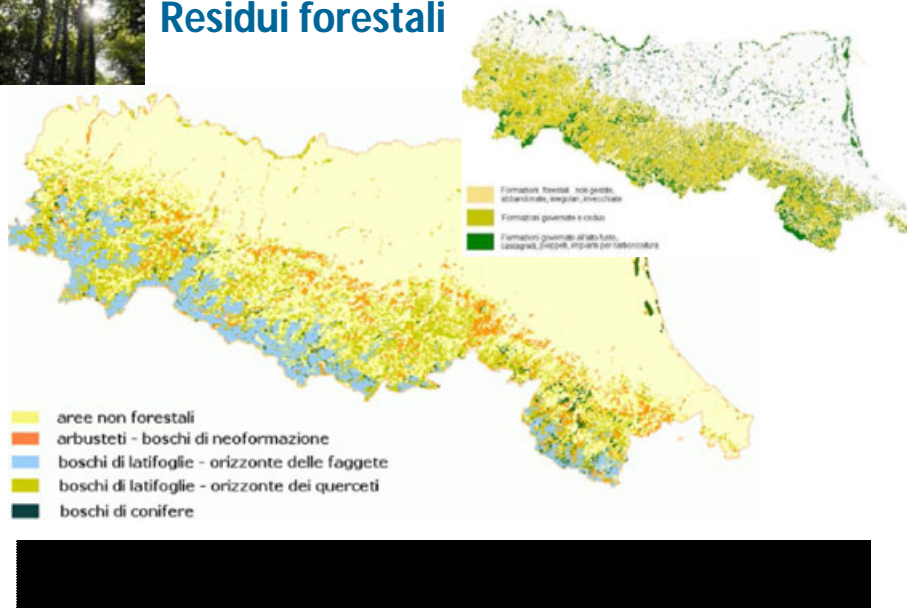 Residui forestali
Formazioni forestali non gestite,
abbandonate, irregolari, invecchiate
Formazioni governate a ceduo
Formazioni governate all'alto fusto,
castagneti, pioppeti, impianti per l'arboricoltura
aree non forestali
arbusteti - boschi di neoformazione
boschi di latifoglie - orizzonte delle faggete
boschi di latifoglie - orizzonte dei querceti
boschi di conifere